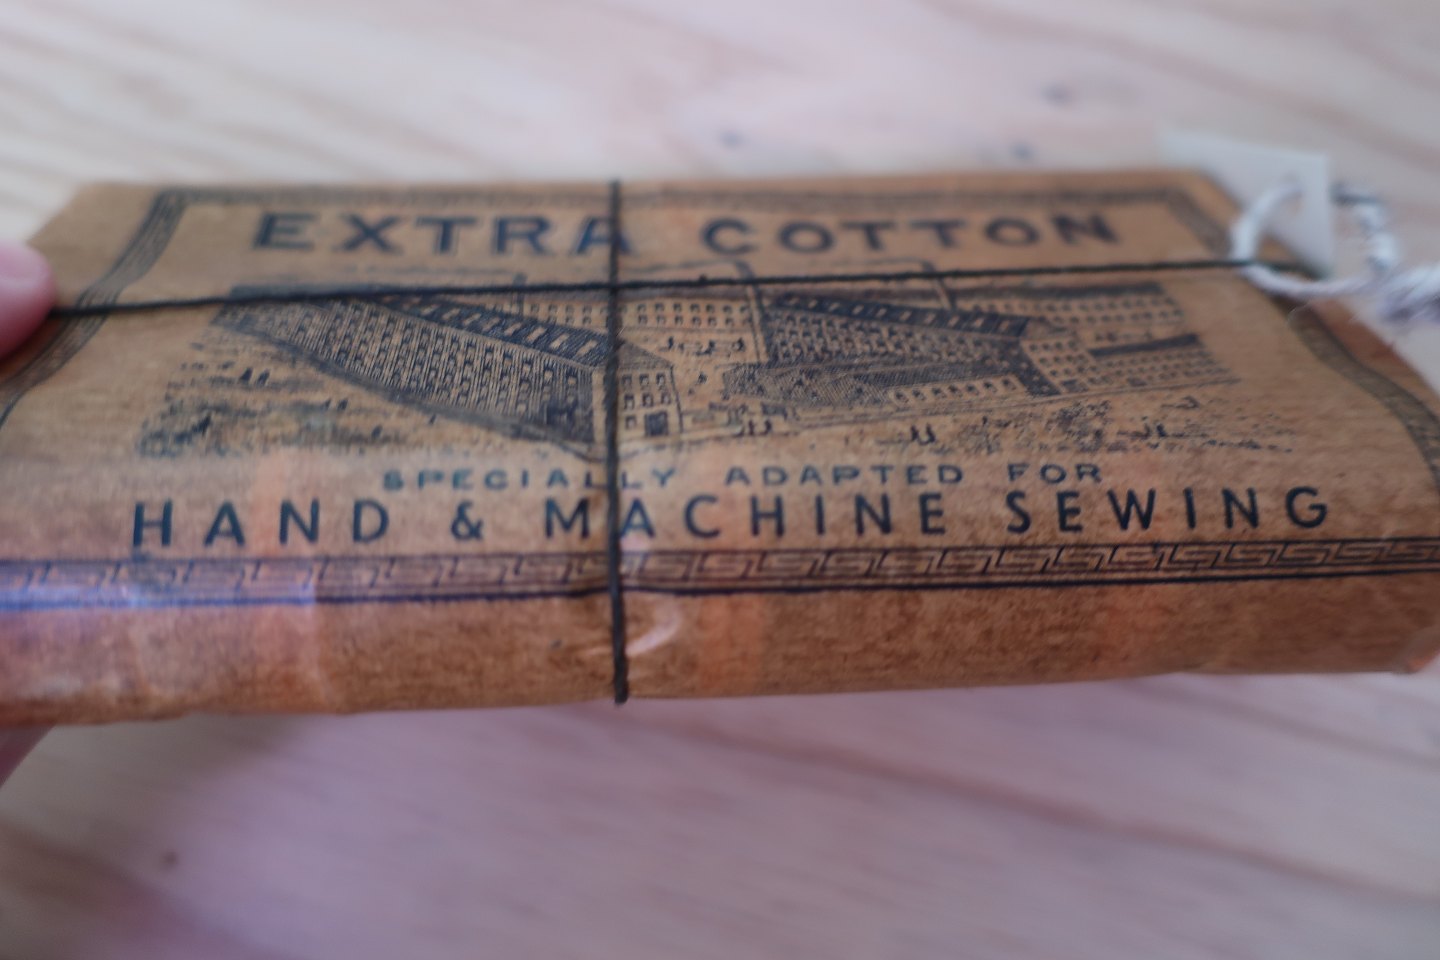 EXTRA COTTON
SPECIALLY ADAPTED FOR
HAND & MACHINE SEWING